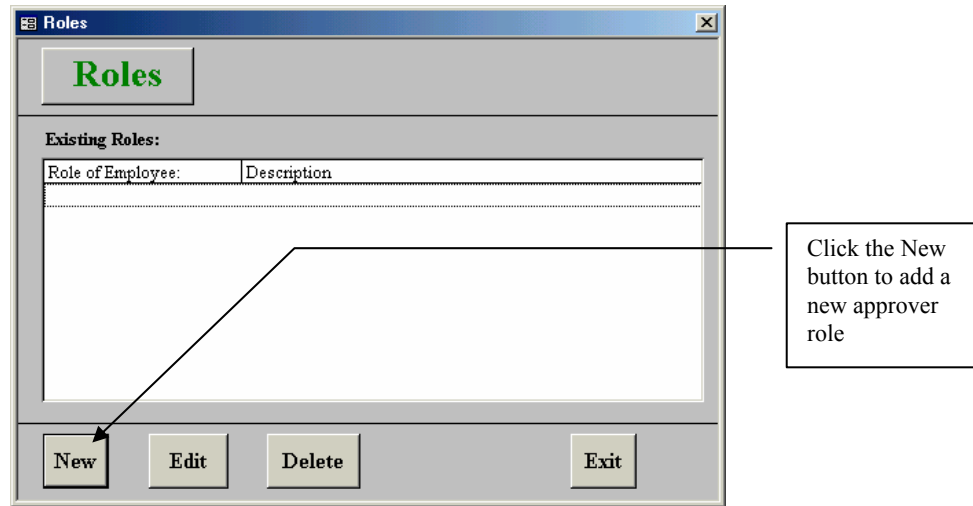 Roles
Roles
Existing Roles:
Role of Employee: Description
Click the New
button to add a
new approver
role
New Edit Delete Exit